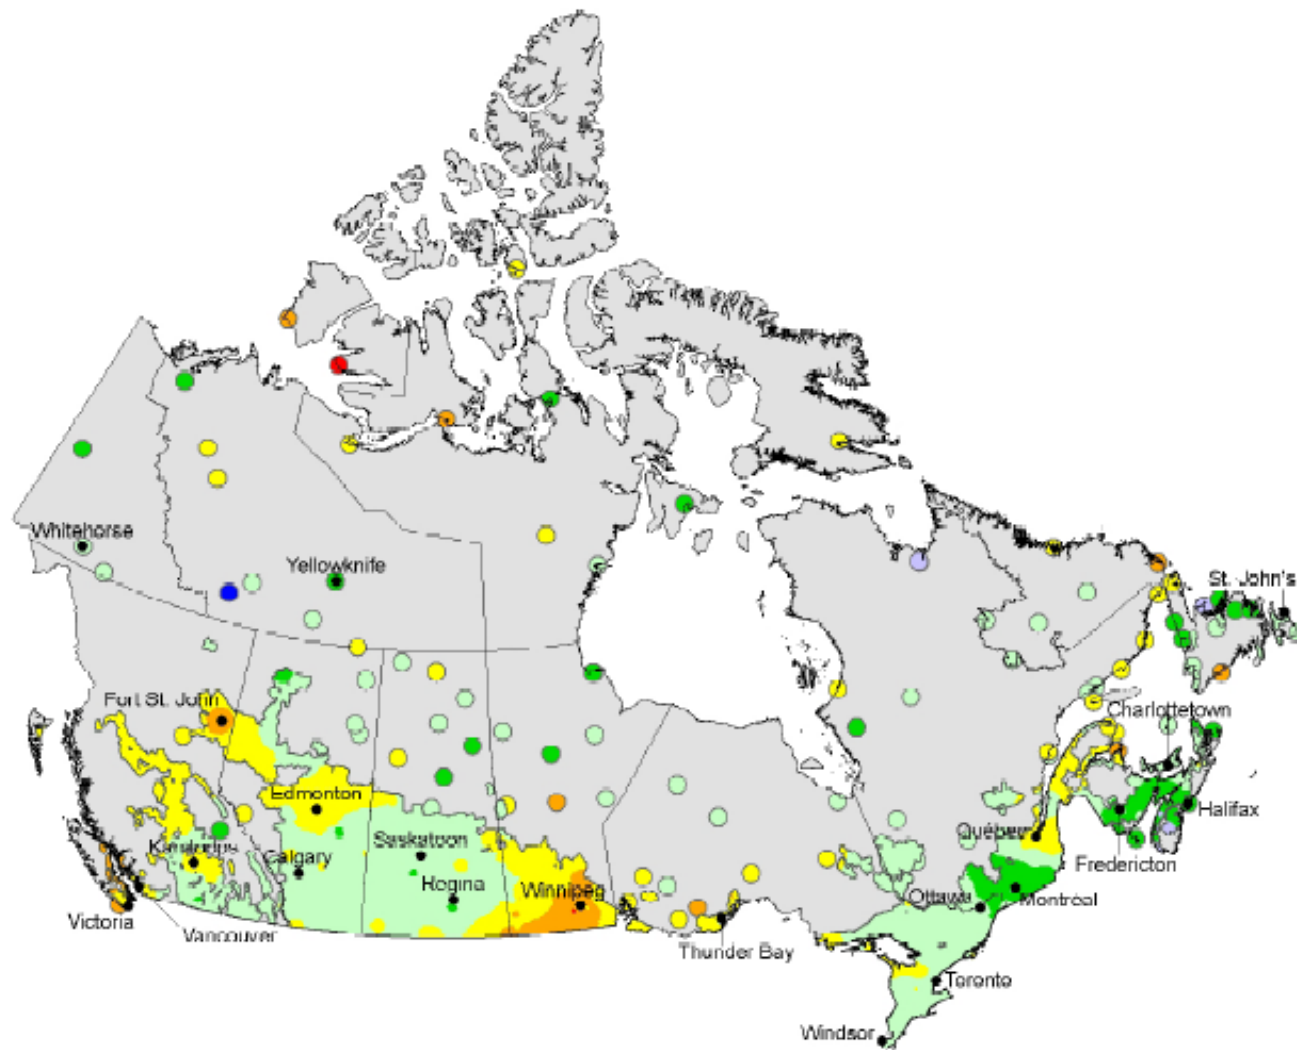 Whitehorse
Yellowknife
St. John's
Fort St. John
Charlottetown
Edmonton
Halifax
Québec
Saskatoon
Kamloops
Calgary
Fredericton
Regina
Winnipeg
Ottawa
Montréal
Victoria
Vancouver
Thunder Bay
Toronto
Windsor